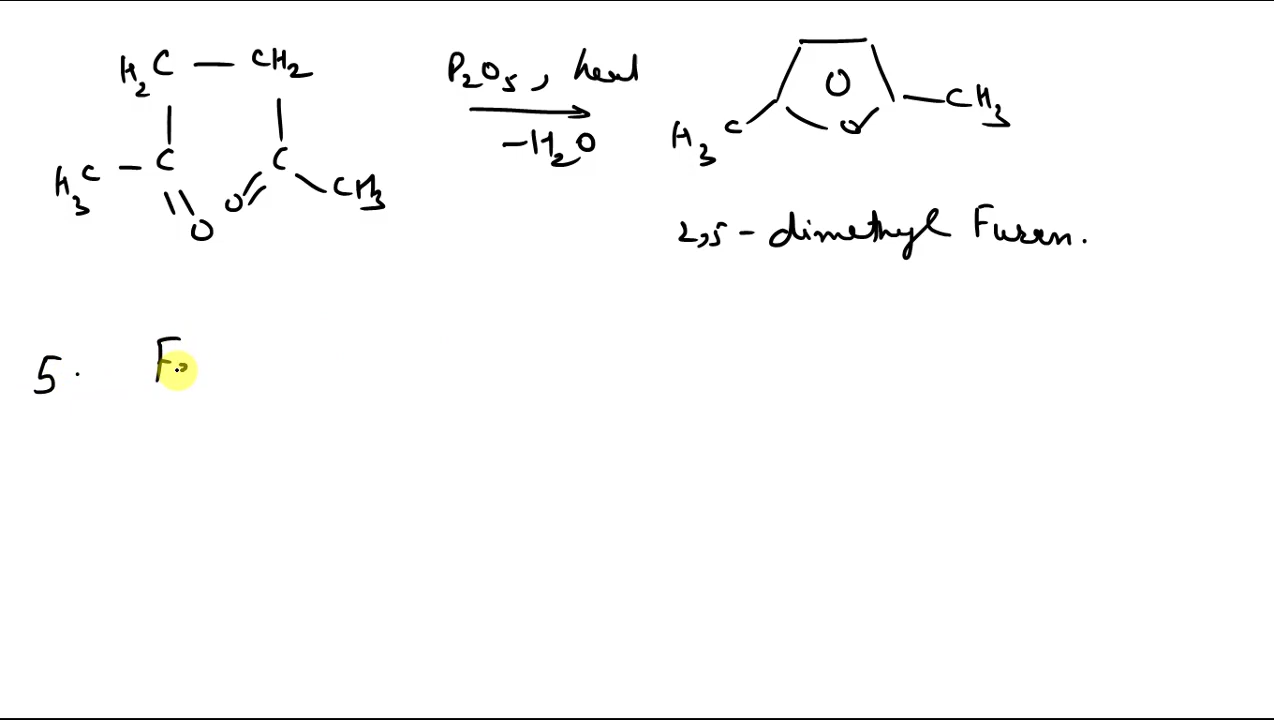 H₂C — CH₂
P₂O₅, heat
-H₂O
H₃C - C
C CH₃
O O
O
H₃C O CH₃
2,5 - dimethyl Furan.
5. F